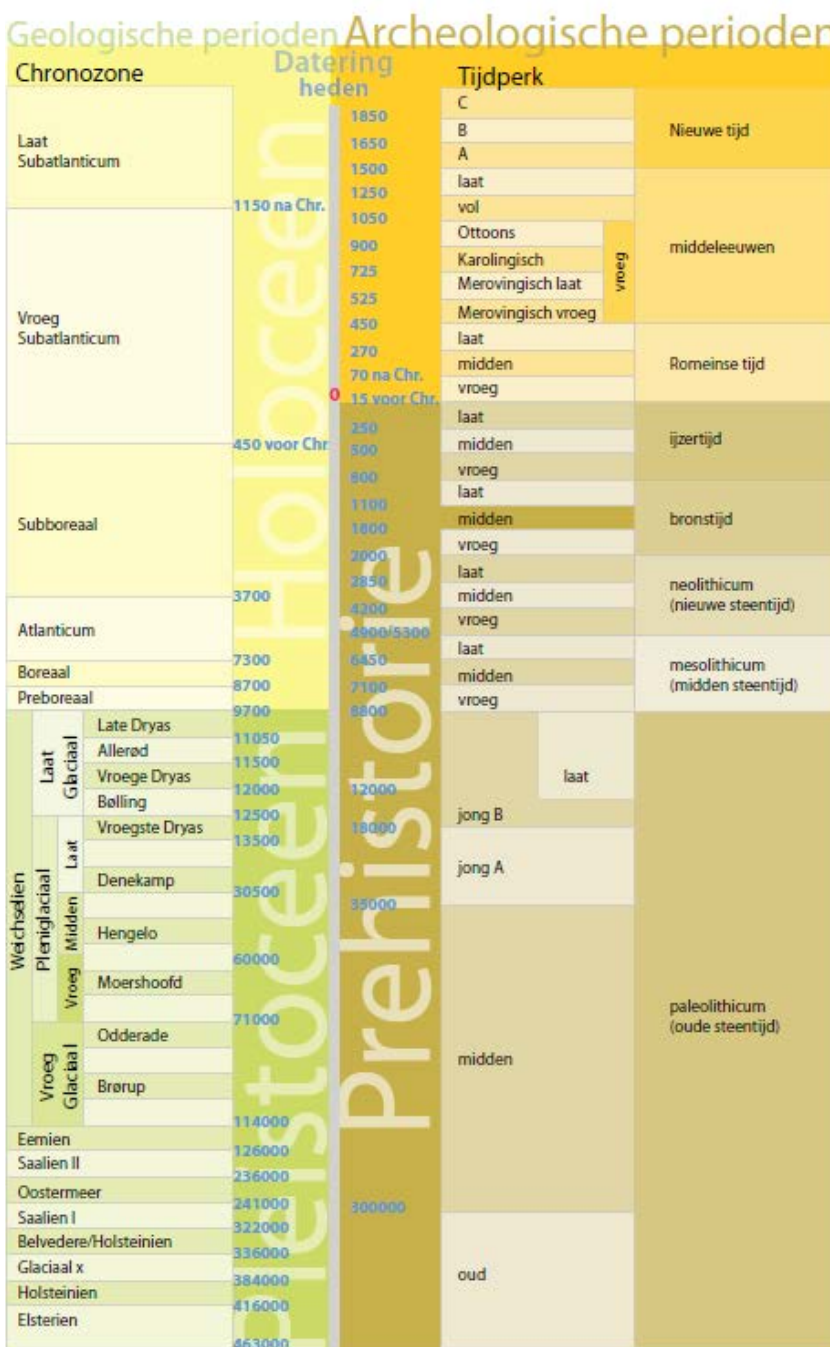 Geologische perioden
Archeologische perioden
Chronozone
Datering
heden
Tijdperk
Laat
Subatlanticum
1150 na Chr.
Vroeg
Subatlanticum
450 voor Chr
Subboreaal
3700
Atlanticum
7300
Boreaal
8700
Preboreaal
9700
Weichselien
Laat
Glaciaal
Late Dryas
11050
Allerød
11500
Vroege Dryas
12000
Bølling
12500
Pleniglaciaal
Laat
Vroegste Dryas
13500
Denekamp
30500
Midden
Hengelo
60000
Vroeg
Moershoofd
71000
Vroeg
Glaciaal
Odderade
Brørup
114000
Eemien
126000
Saalien II
236000
Oostermeer
241000
Saalien I
322000
Belvedere/Holsteinien
336000
Glaciaal x
384000
Holsteinien
416000
Elsterien
463000
Holoceen
Pleistoceen
0
Prehistorie
1850
1650
1500
1250
1050
900
725
525
450
270
70 na Chr.
15 voor Chr.
250
500
800
1100
1800
2000
2850
4200
4900/5300
6450
7100
8800
12000
18000
35000
300000
C
B
A
Nieuwe tijd
laat
vol
Ottoons
Karolingisch
Merovingisch laat
Merovingisch vroeg
vroeg
middeleeuwen
laat
midden
vroeg
Romeinse tijd
laat
midden
vroeg
ijzertijd
laat
midden
vroeg
bronstijd
laat
midden
vroeg
neolithicum
(nieuwe steentijd)
laat
midden
vroeg
mesolithicum
(midden steentijd)
laat
jong B
jong A
midden
oud
paleolithicum
(oude steentijd)